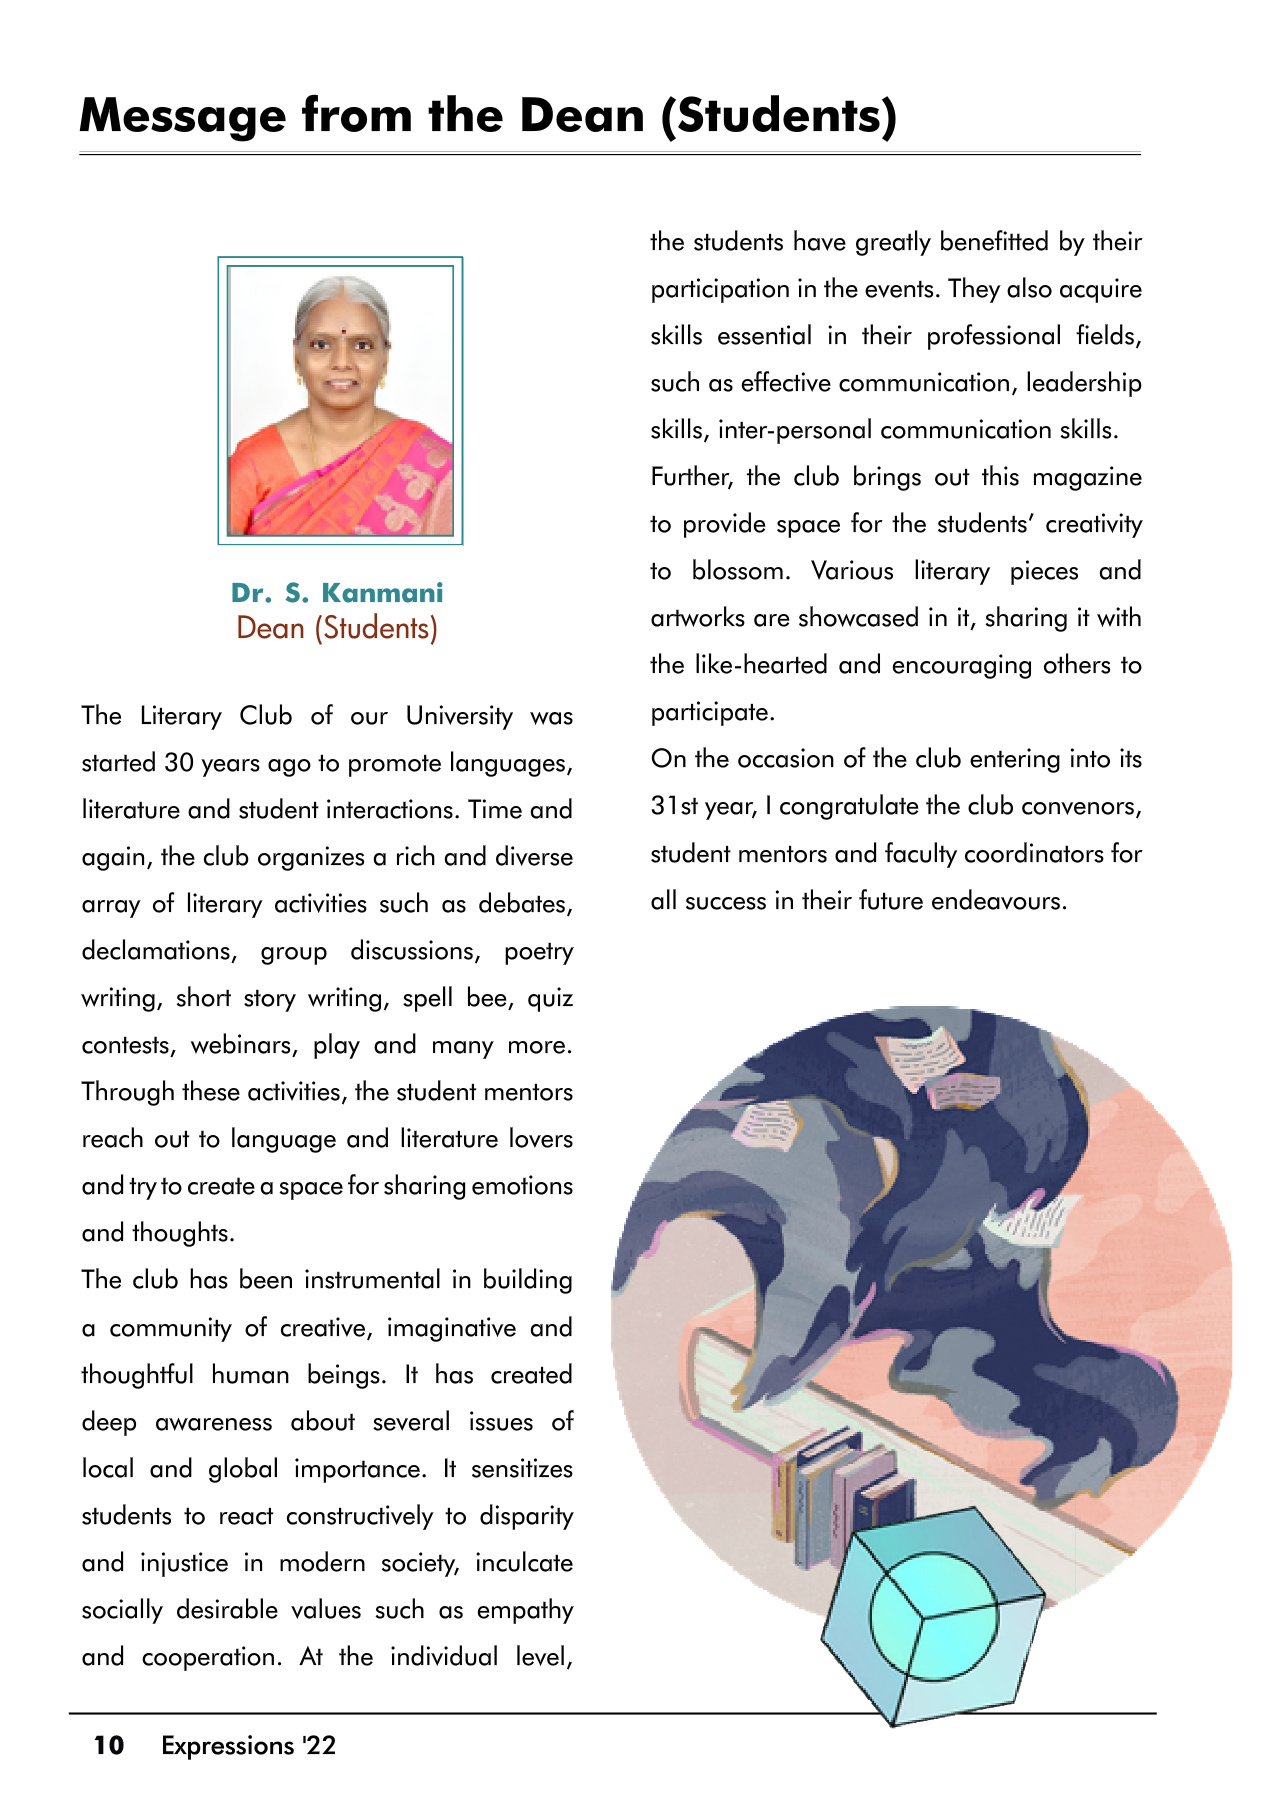 Message from the Dean (Students)
Dr. S. Kanmani
Dean (Students)
The Literary Club of our University was
started 30 years ago to promote languages,
literature and student interactions. Time and
again, the club organizes a rich and diverse
array of literary activities such as debates,
declamations, group discussions, poetry
writing, short story writing, spell bee, quiz
contests, webinars, play and many more.
Through these activities, the student mentors
reach out to language and literature lovers
and try to create a space for sharing emotions
and thoughts.
The club has been instrumental in building
a community of creative, imaginative and
thoughtful human beings. It has created
deep awareness about several issues of
local and global importance. It sensitizes
students to react constructively to disparity
and injustice in modern society, inculcate
socially desirable values such as empathy
and cooperation. At the individual level,
the students have greatly benefitted by their
participation in the events. They also acquire
skills essential in their professional fields,
such as effective communication, leadership
skills, inter-personal communication skills.
Further, the club brings out this magazine
to provide space for the students’ creativity
to blossom. Various literary pieces and
artworks are showcased in it, sharing it with
the like-hearted and encouraging others to
participate.
On the occasion of the club entering into its
31st year, I congratulate the club convenors,
student mentors and faculty coordinators for
all success in their future endeavours.
10 Expressions '22